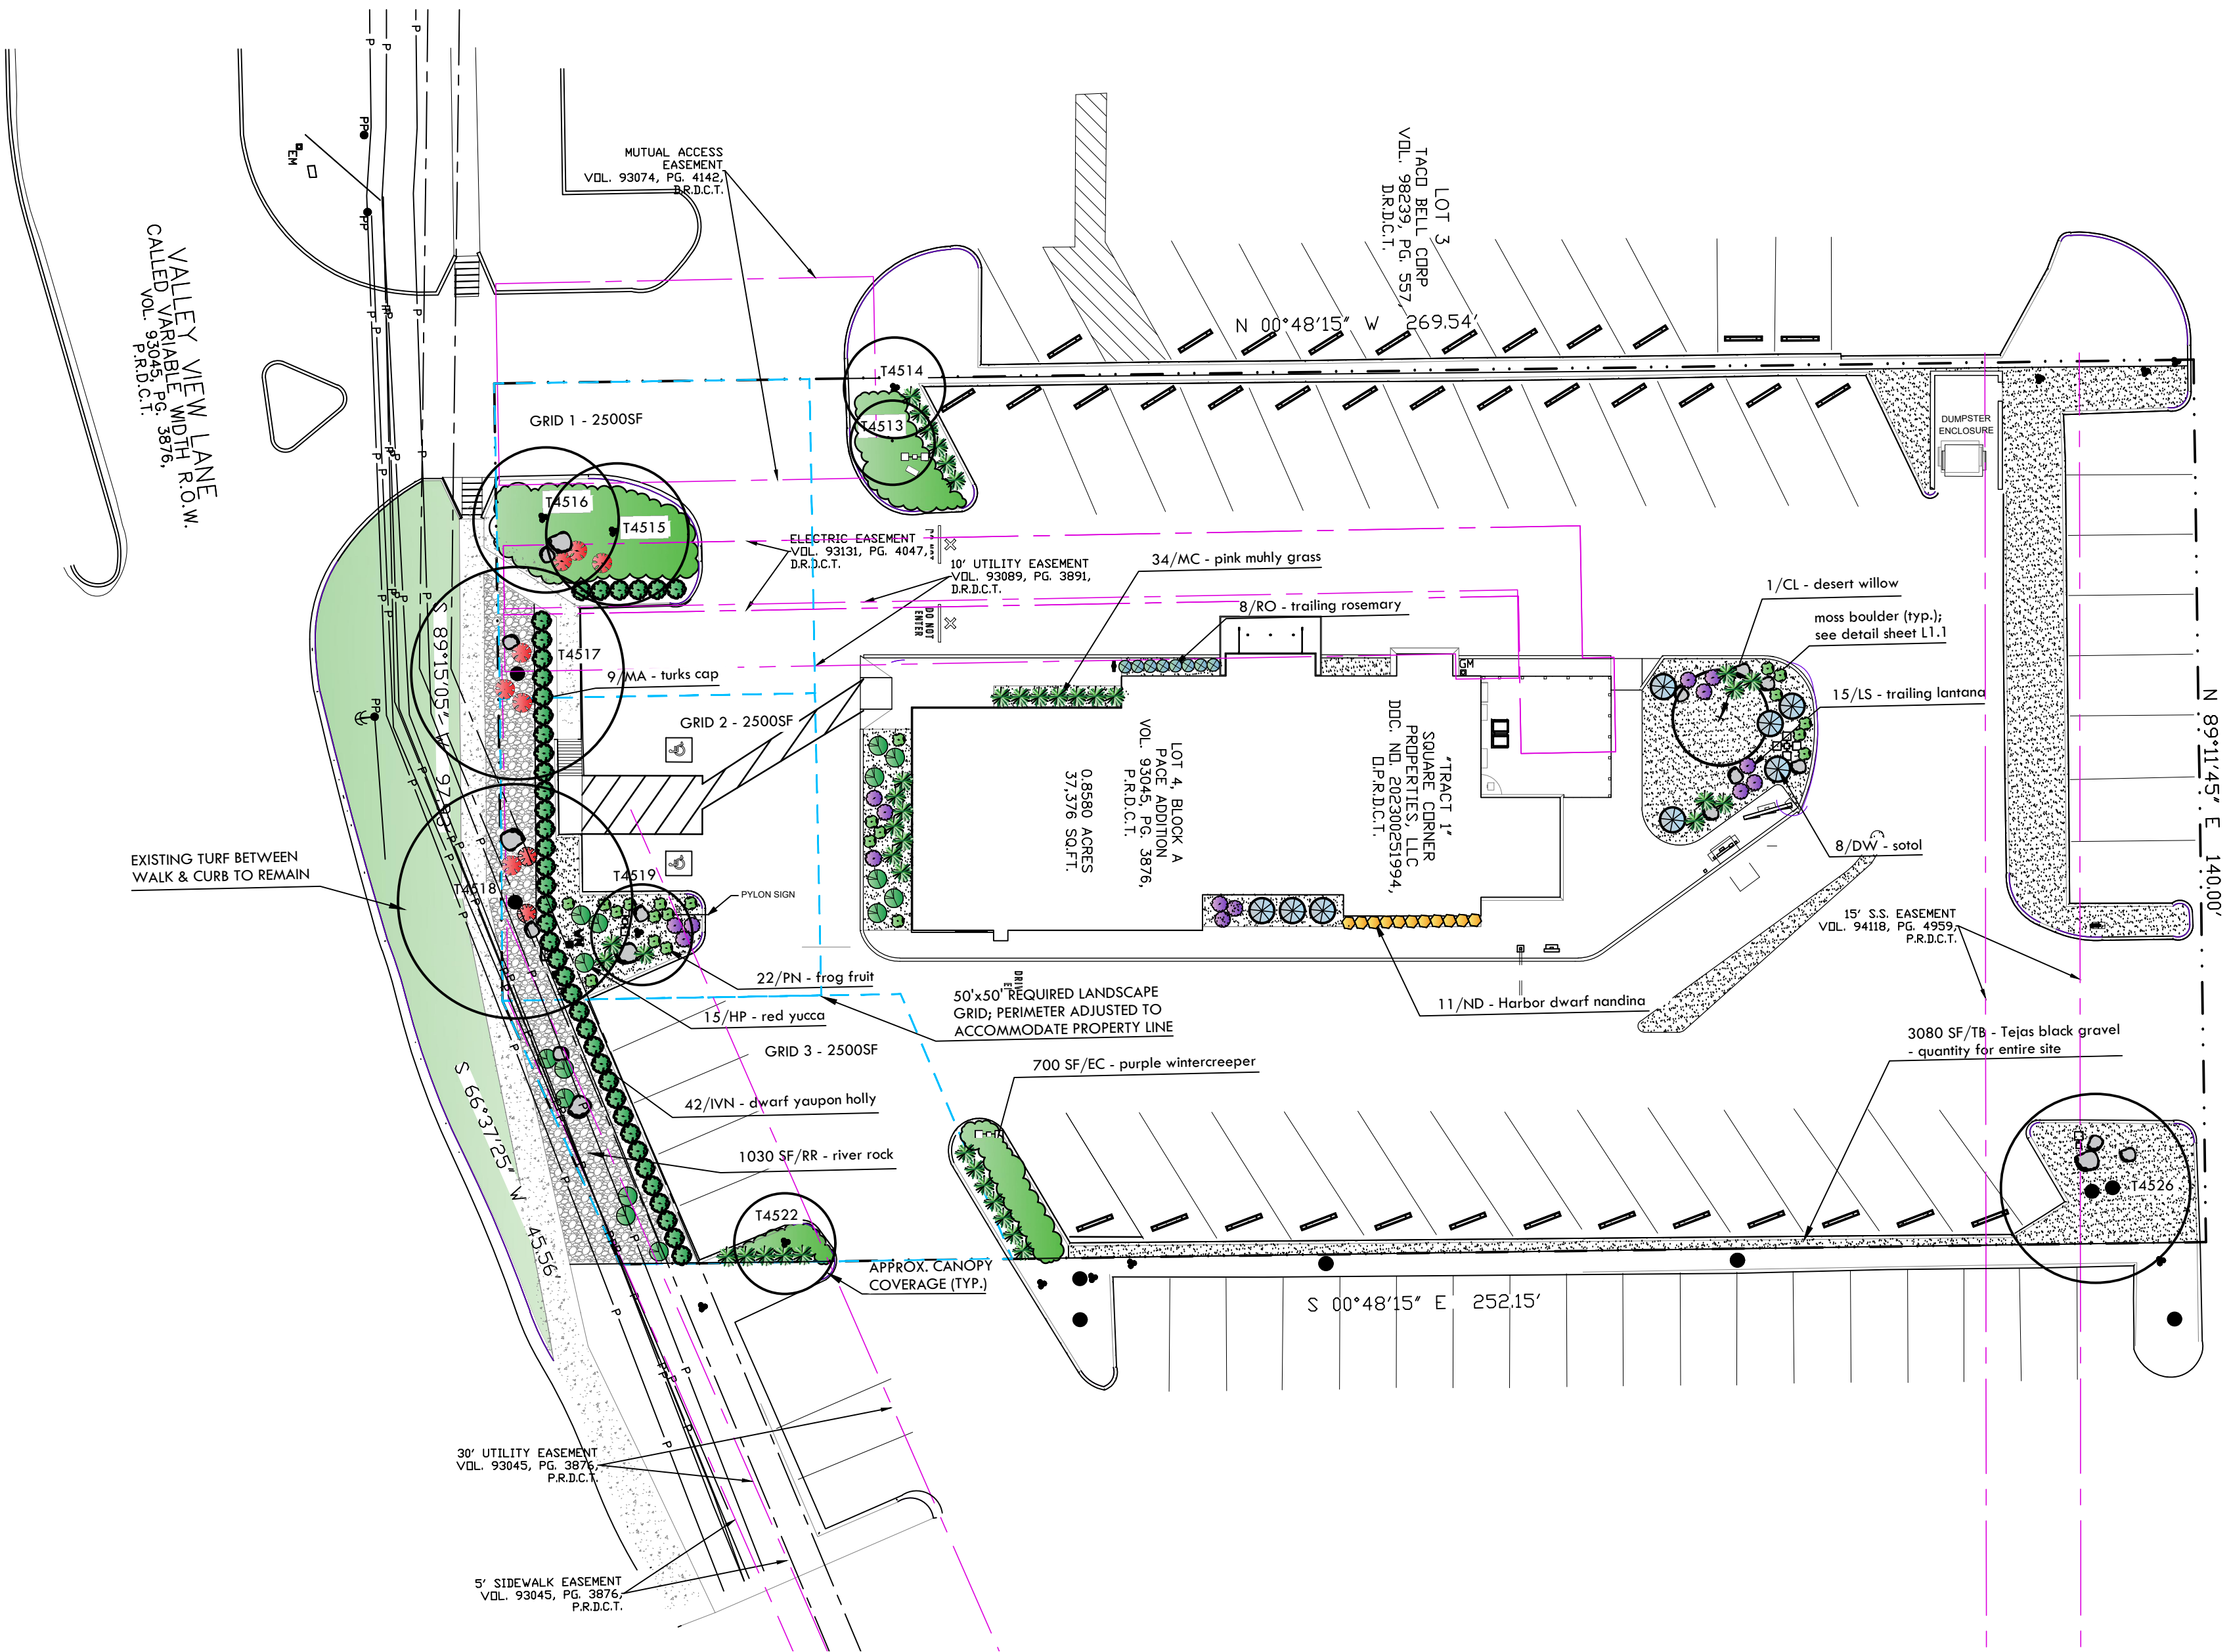 MUTUAL ACCESS
EASEMENT
VOL. 93074, PG. 4142,
D.R.D.C.T.
LOT 3
TACO BELL CORP
VOL. 98239, PG. 557
D.R.D.C.T.
N 00°48'15" W 269.54'
PP
EM
PP
VALLEY VIEW LANE
CALLED VARIABLE WIDTH R.O.W.
VOL. 93045, PG. 3876,
P.R.D.C.T.
GRID 1 - 2500SF
T4514
T4513
T4516
T4515
DUMPSTER
ENCLOSURE
ELECTRIC EASEMENT
VOL. 93131, PG. 4047,
D.R.D.C.T.
10' UTILITY EASEMENT
VOL. 93089, PG. 3891,
D.R.D.C.T.
DO NOT
ENTER
34/MC - pink muhly grass
8/RO - trailing rosemary
1/CL - desert willow
moss boulder (typ.);
see detail sheet L1.1
15/LS - trailing lantana
GM
T4517
9/MA - turks cap
GRID 2 - 2500SF
PP
LOT 4, BLOCK A
PACE ADDITION
VOL. 93045, PG. 3876,
P.R.D.C.T.
0.8580 ACRES
37,376 SQ.FT.
"TRACT 1"
SQUARE CORNER
PROPERTIES, LLC
DOC. NO. 202300251994,
O.P.R.D.C.T.
N 89°11'45" E 140.00'
S 89°15'05" W
8/DW - sotol
EXISTING TURF BETWEEN
WALK & CURB TO REMAIN
T4518
T4519
PYLON SIGN
15' S.S. EASEMENT
VOL. 94118, PG. 4959,
P.R.D.C.T.
22/PN - frog fruit
15/HP - red yucca
50'x50' REQUIRED LANDSCAPE
GRID; PERIMETER ADJUSTED TO
ACCOMMODATE PROPERTY LINE
11/ND - Harbor dwarf nandina
3080 SF/TB - Tejas black gravel
- quantity for entire site
GRID 3 - 2500SF
700 SF/EC - purple wintercreeper
42/IVN - dwarf yaupon holly
1030 SF/RR - river rock
S 66°37'25" W 45.56'
T4522
T4526
APPROX. CANOPY
COVERAGE (TYP.)
S 00°48'15" E 252.15'
30' UTILITY EASEMENT
VOL. 93045, PG. 3876,
P.R.D.C.T.
5' SIDEWALK EASEMENT
VOL. 93045, PG. 3876,
P.R.D.C.T.